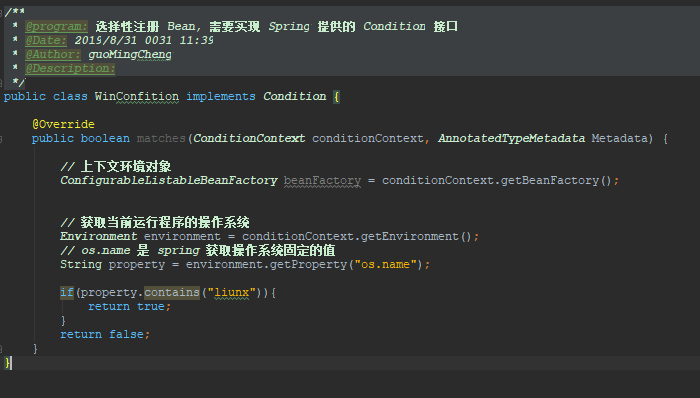 /**
 * @program: 选择性注册 Bean, 需要实现 Spring 提供的 Condition 接口
 * @Date: 2019/8/31 0031 11:39
 * @Author: guoMingCheng
 * @Description:
 */
public class WinConfition implements Condition {
@Override
public boolean matches(ConditionContext conditionContext, AnnotatedTypeMetadata Metadata) {
// 上下文环境对象
ConfigurableListableBeanFactory beanFactory = conditionContext.getBeanFactory();
// 获取当前运行程序的操作系统
Environment environment = conditionContext.getEnvironment();
// os.name 是 spring 获取操作系统固定的值
String property = environment.getProperty("os.name");
if(property.contains("liunx")){
return true;
}
return false;
}
}